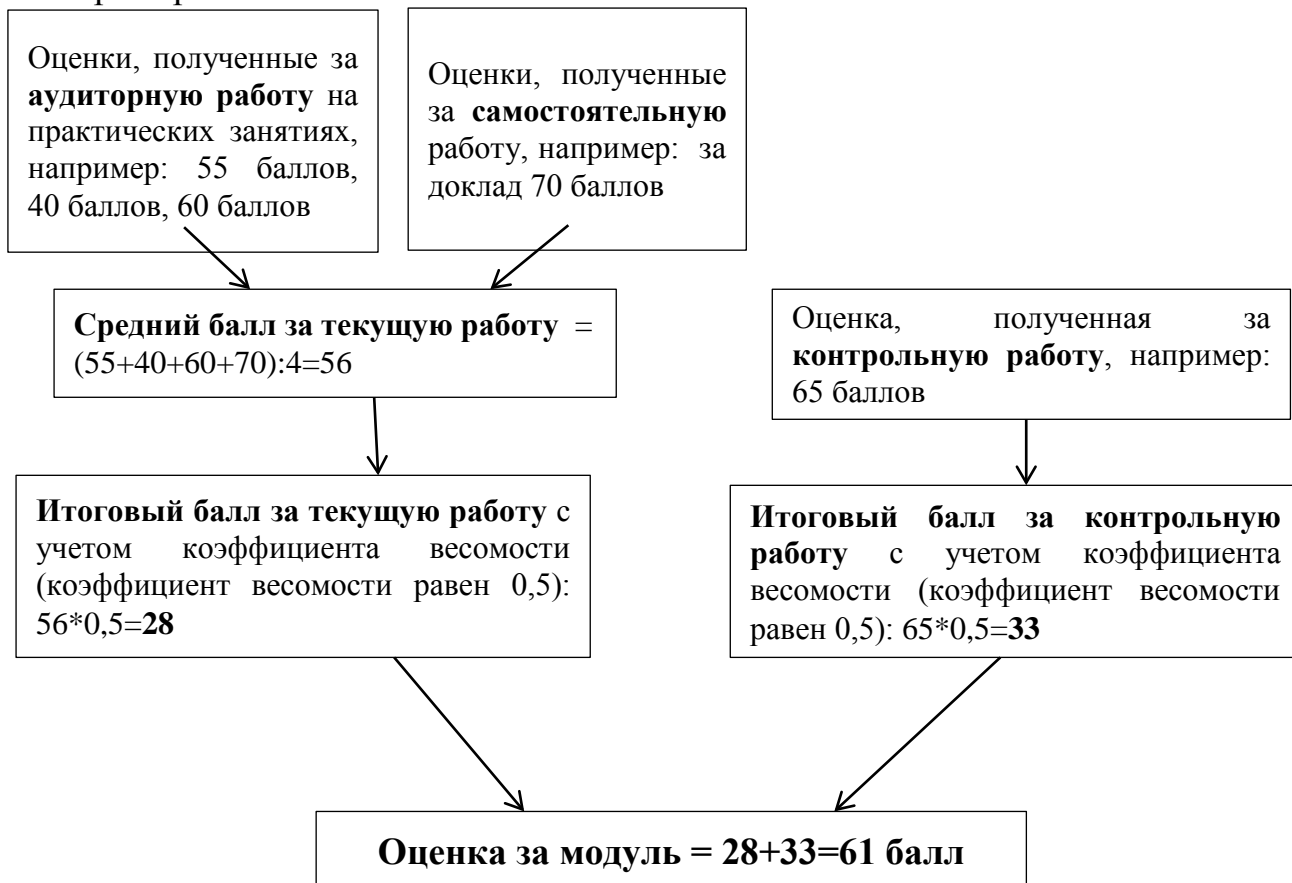 Оценки, полученные за
аудиторную работу на
практических занятиях,
например: 55 баллов,
40 баллов, 60 баллов
Оценки, полученные
за самостоятельную
работу, например: за
доклад 70 баллов
Средний балл за текущую работу =
(55+40+60+70):4=56
Оценка, полученная за
контрольную работу, например:
65 баллов
Итоговый балл за текущую работу с
учетом коэффициента весомости
(коэффициент весомости равен 0,5):
56*0,5=28
Итоговый балл за контрольную
работу с учетом коэффициента
весомости (коэффициент весомости
равен 0,5): 65*0,5=33
Оценка за модуль = 28+33=61 балл